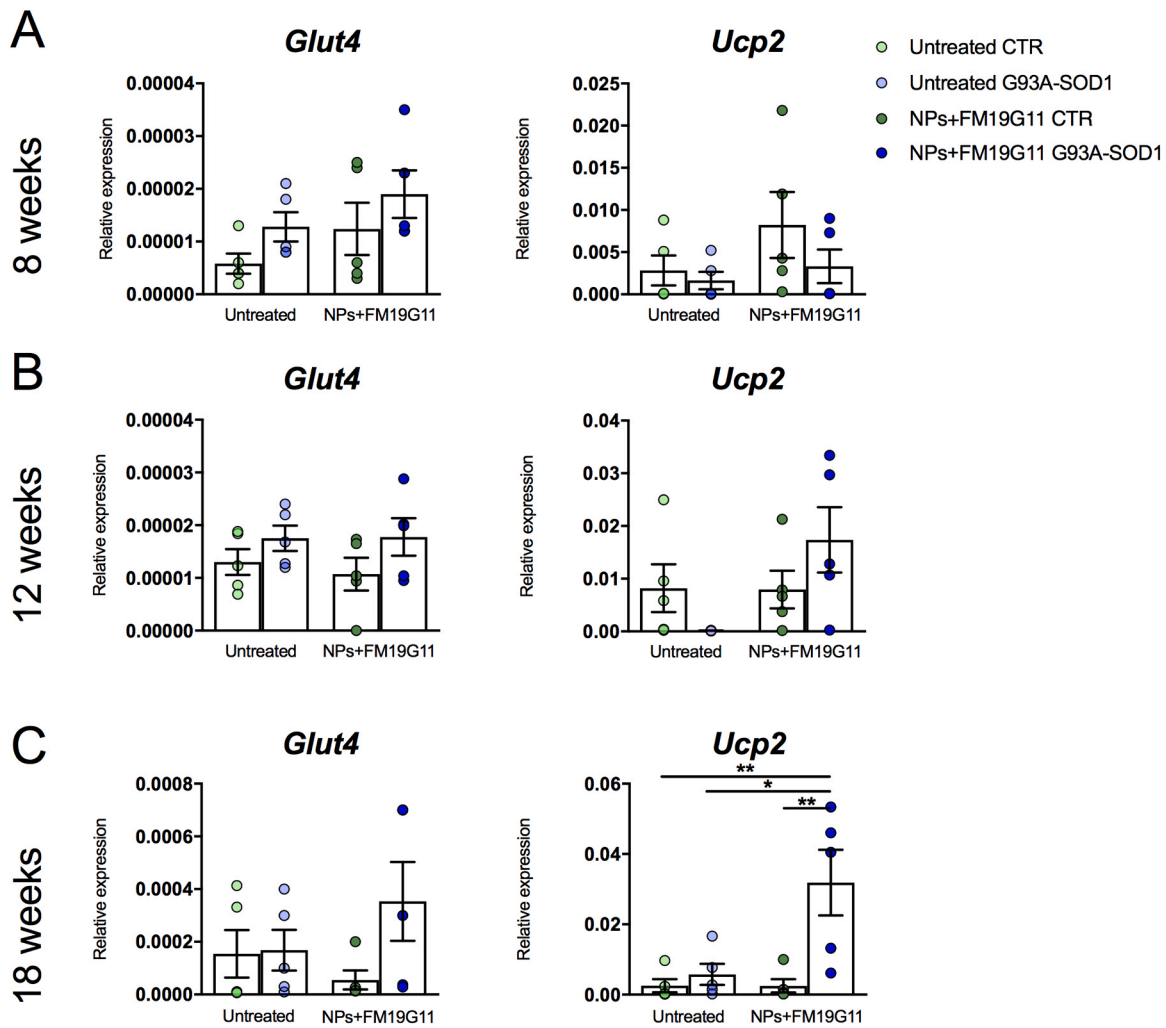 A
Glut4
Ucp2
Untreated CTR
Untreated G93A-SOD1
NPs+FM19G11 CTR
NPs+FM19G11 G93A-SOD1
8 weeks
Relative expression
0.00004
0.00003
0.00002
0.00001
0.00000
Untreated
NPs+FM19G11
Relative expression
0.025
0.020
0.015
0.010
0.005
0.000
Untreated
NPs+FM19G11
B
Glut4
Ucp2
12 weeks
Relative expression
0.00004
0.00003
0.00002
0.00001
0.00000
Untreated
NPs+FM19G11
Relative expression
0.04
0.03
0.02
0.01
0.00
Untreated
NPs+FM19G11
C
Glut4
Ucp2
18 weeks
Relative expression
0.0008
0.0006
0.0004
0.0002
0.0000
Untreated
NPs+FM19G11
Relative expression
0.06
0.04
0.02
0.00
**
*
**
Untreated
NPs+FM19G11